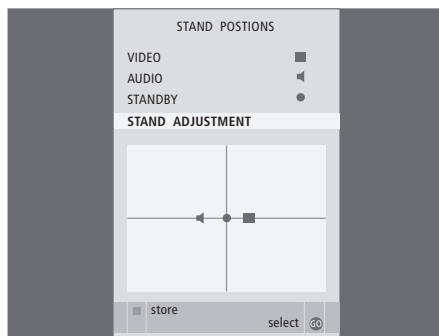 STAND POSTIONS
VIDEO
AUDIO
STANDBY
STAND ADJUSTMENT
store
select GO